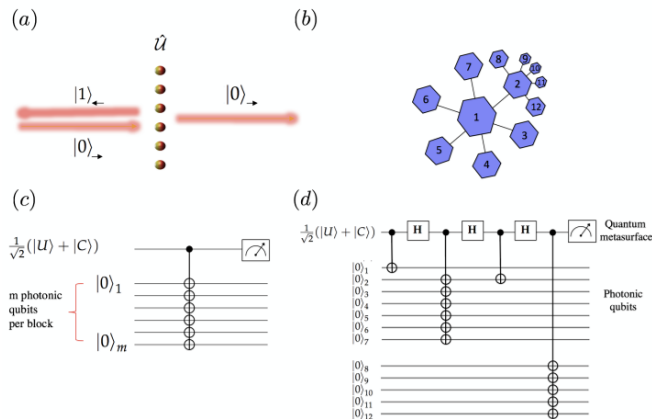 (a)
Û
|1⟩
|0⟩
|0⟩
(b)
7
8
9
10
11
2
12
6
1
3
5
4
(c)
1/√2(|U⟩ + |C⟩)
|0⟩1
m photonic
qubits
per block
|0⟩m
(d)
1/√2(|U⟩ + |C⟩) H H H Quantum
metasurface
|0⟩1
|0⟩2
|0⟩3
|0⟩4
|0⟩5
|0⟩6
|0⟩7
Photonic
qubits
|0⟩8
|0⟩9
|0⟩10
|0⟩11
|0⟩12